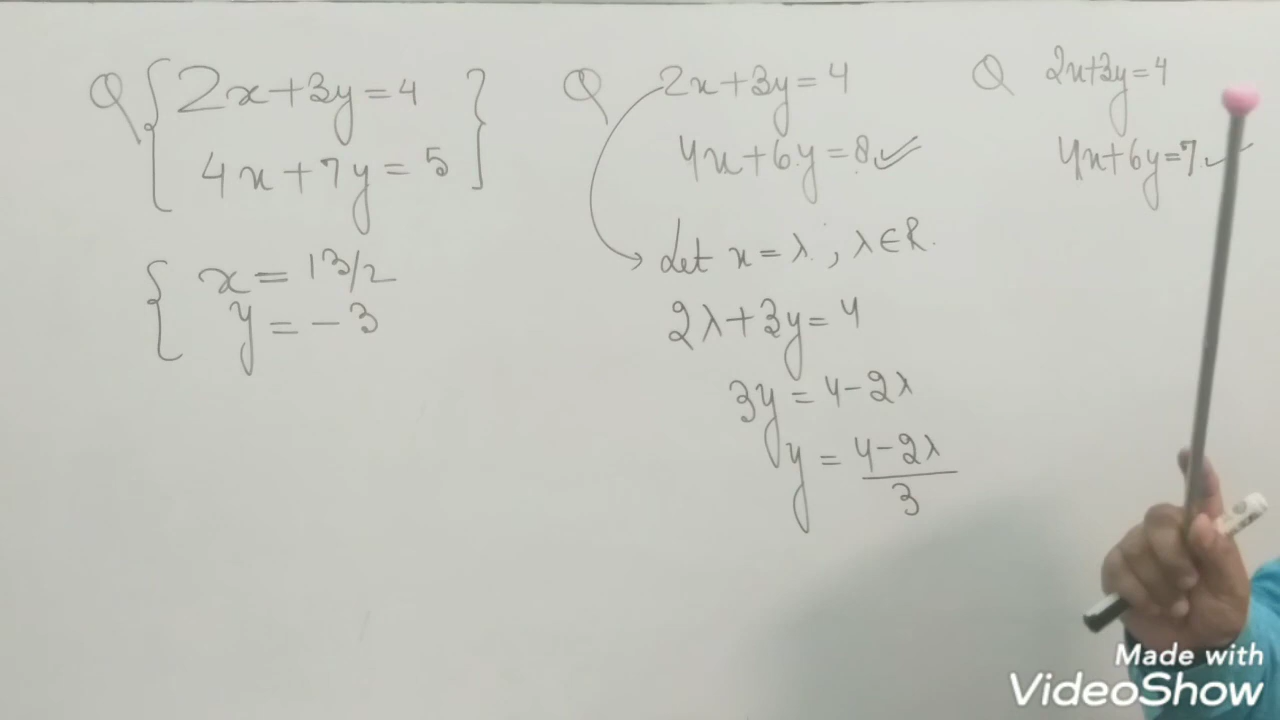 Q { 2x+3y=4 }
4x+7y=5
{ x=13/2
y=-3
Q 2x+3y=4
4x+6y=8 ✓
Let x=λ, λ∈R.
2λ+3y=4
3y=4-2λ
y=4-2λ
3
Q 2x+3y=4
4x+6y=7 ✓
Made with
VideoShow